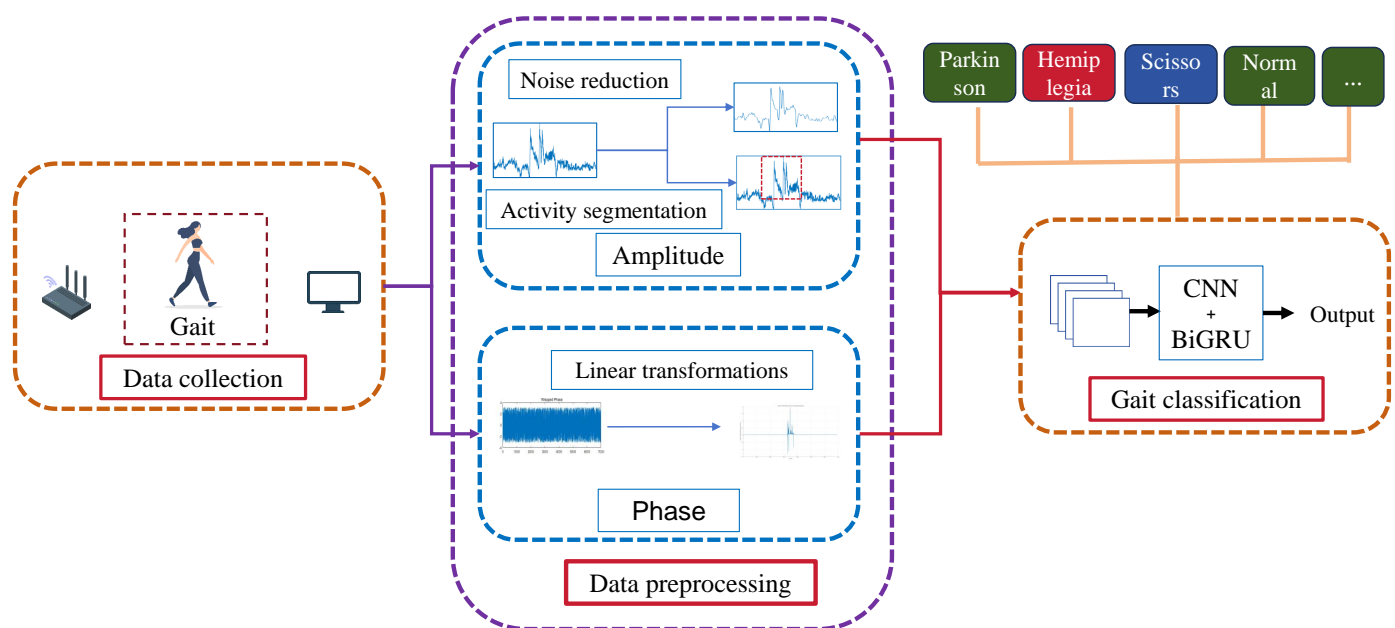 Gait
Data collection
Noise reduction
Activity segmentation
Amplitude
Linear transformations
Phase
Data preprocessing
Parkin
son
Hemip
legia
Scisso
rs
Norm
al
...
CNN
+
BiGRU
Output
Gait classification